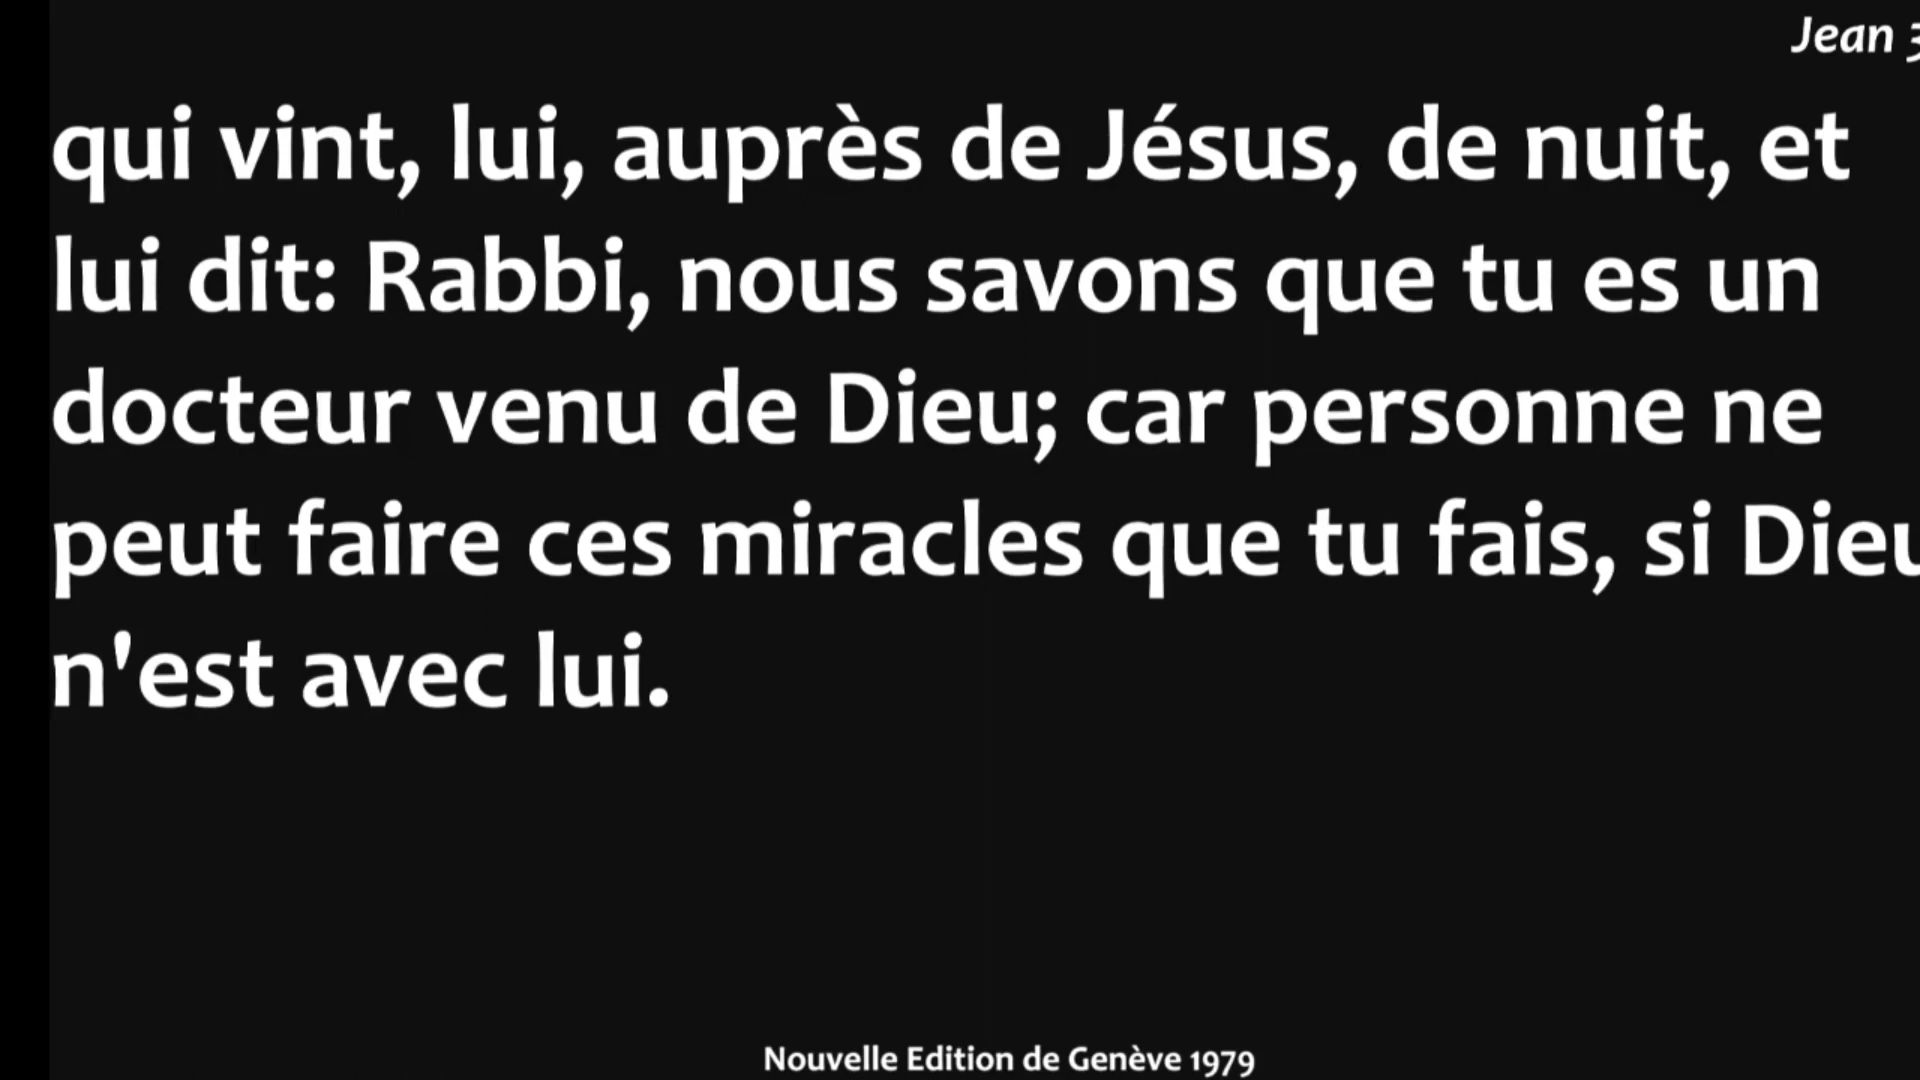 Jean 3
qui vint, lui, auprès de Jésus, de nuit, et
lui dit: Rabbi, nous savons que tu es un
docteur venu de Dieu; car personne ne
peut faire ces miracles que tu fais, si Dieu
n'est avec lui.
Nouvelle Edition de Genève 1979